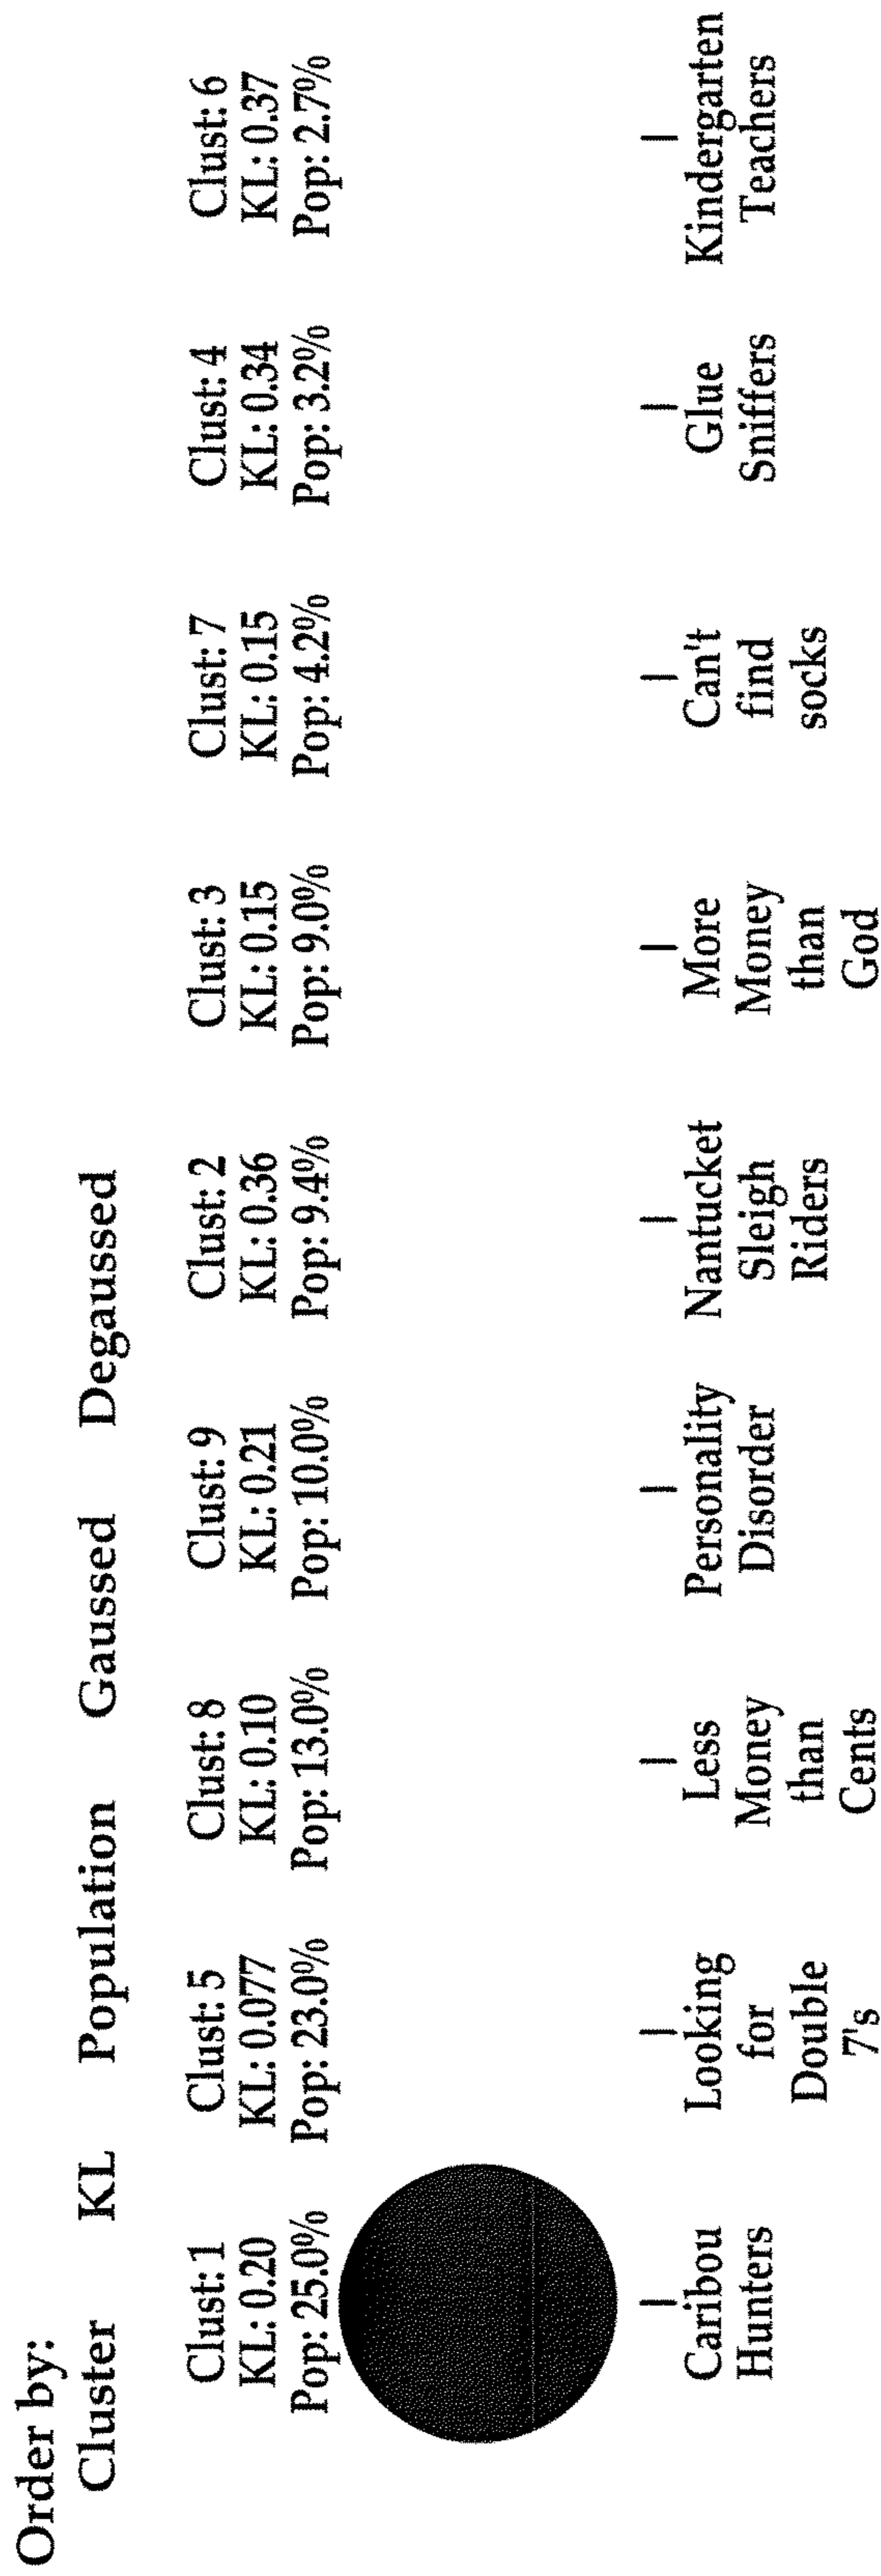 Order by:
Cluster KL Population Gaussed Degaussed
Clust: 1
KL: 0.20
Pop: 25.0%
Clust: 5
KL: 0.077
Pop: 23.0%
Clust: 8
KL: 0.10
Pop: 13.0%
Clust: 9
KL: 0.21
Pop: 10.0%
Clust: 2
KL: 0.36
Pop: 9.4%
Clust: 3
KL: 0.15
Pop: 9.0%
Clust: 7
KL: 0.15
Pop: 4.2%
Clust: 4
KL: 0.34
Pop: 3.2%
Clust: 6
KL: 0.37
Pop: 2.7%
Caribou
Hunters
Looking
for
Double
7's
Less
Money
than
Cents
Personality
Disorder
Nantucket
Sleigh
Riders
More
Money
than
God
Can't
find
socks
Glue
Sniffers
Kindergarten
Teachers